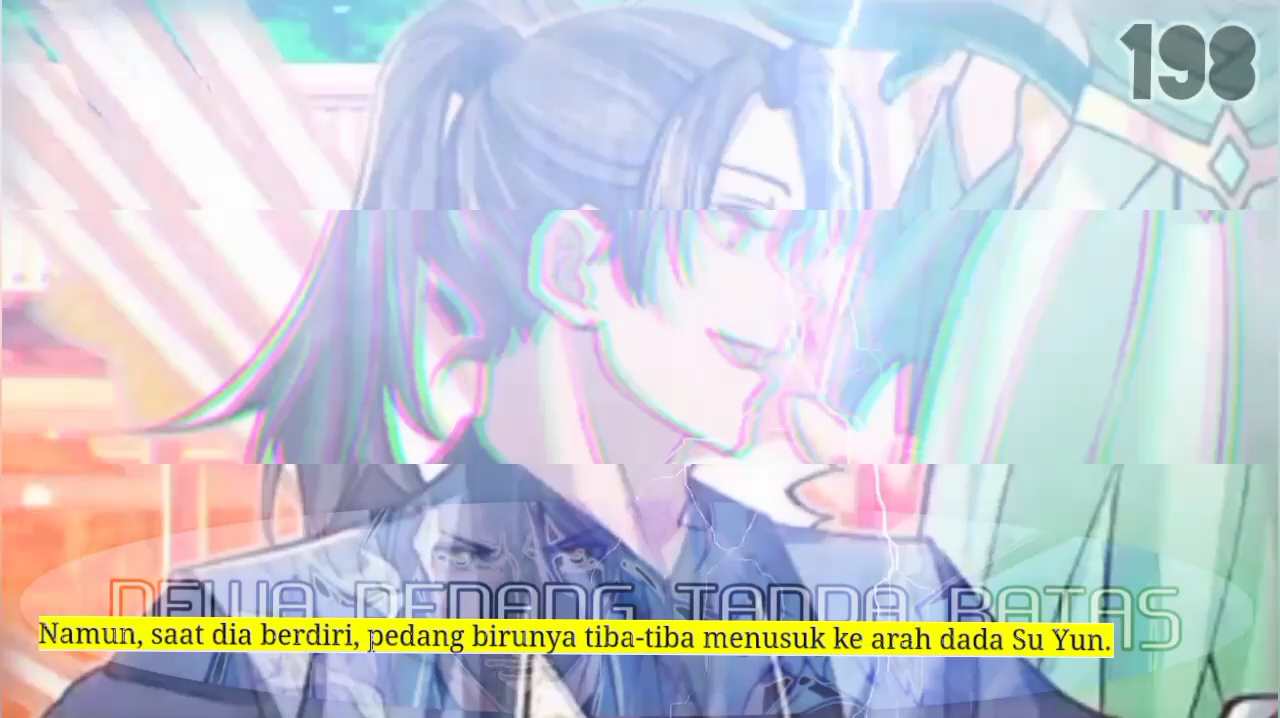 198
DEWA PEDANG TANPA BATAS
Namun, saat dia berdiri, pedang birunya tiba-tiba menusuk ke arah dada Su Yun.